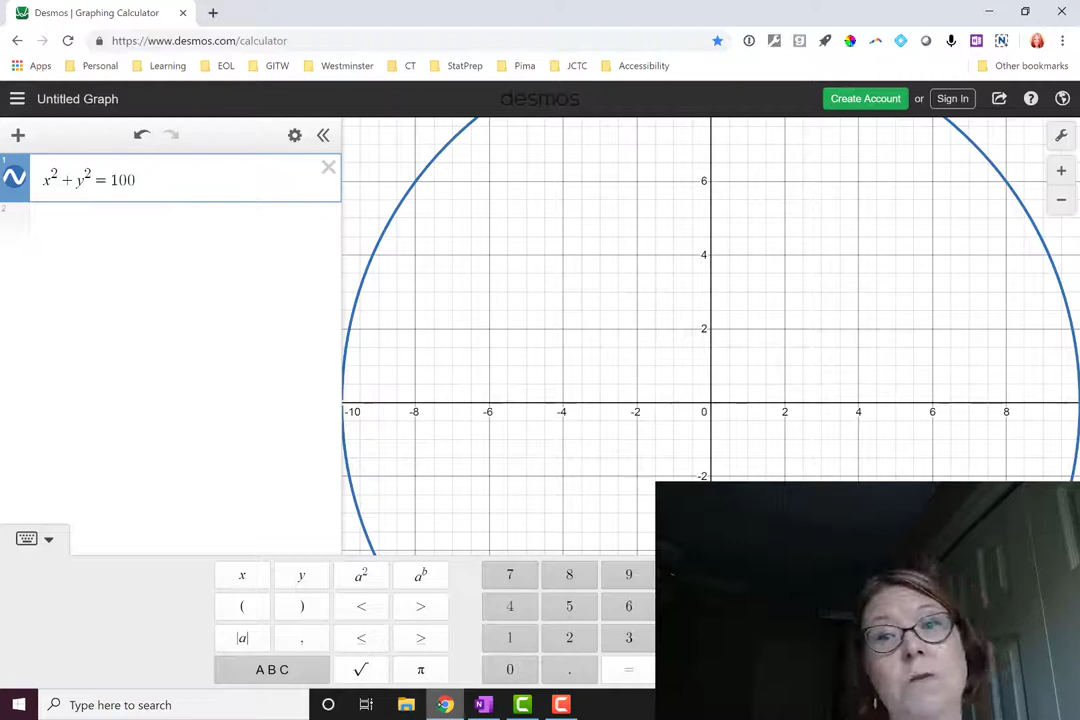 Desmos | Graphing Calculator
https://www.desmos.com/calculator
Apps Personal Learning EOL GITW Westminster CT StatPrep Pima JCTC Accessibility Other bookmarks
Untitled Graph desmos Create Account or Sign In
1
x² + y² = 100
2
6
4
2
-10 -8 -6 -4 -2 0 2 4 6 8
-2
x y a² a^b 7 8 9
( ) < > 4 5 6
|a| , ≤ ≥ 1 2 3
A B C √ π 0 . =
Type here to search